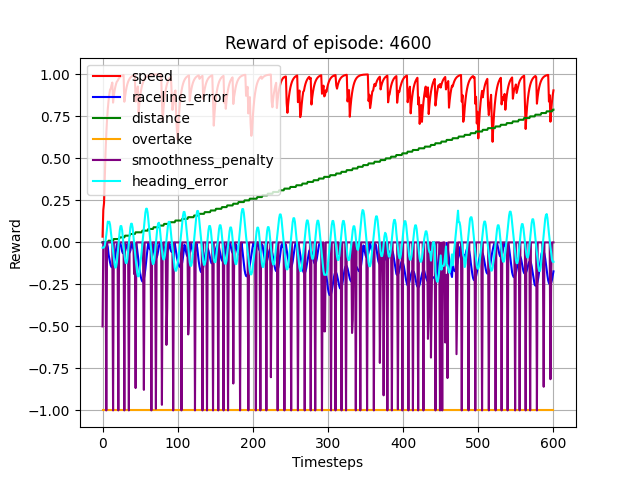 Reward of episode: 4600
1.00
0.75
0.50
0.25
0.00
−0.25
−0.50
−0.75
−1.00
Reward
speed
raceline_error
distance
overtake
smoothness_penalty
heading_error
0 100 200 300 400 500 600
Timesteps